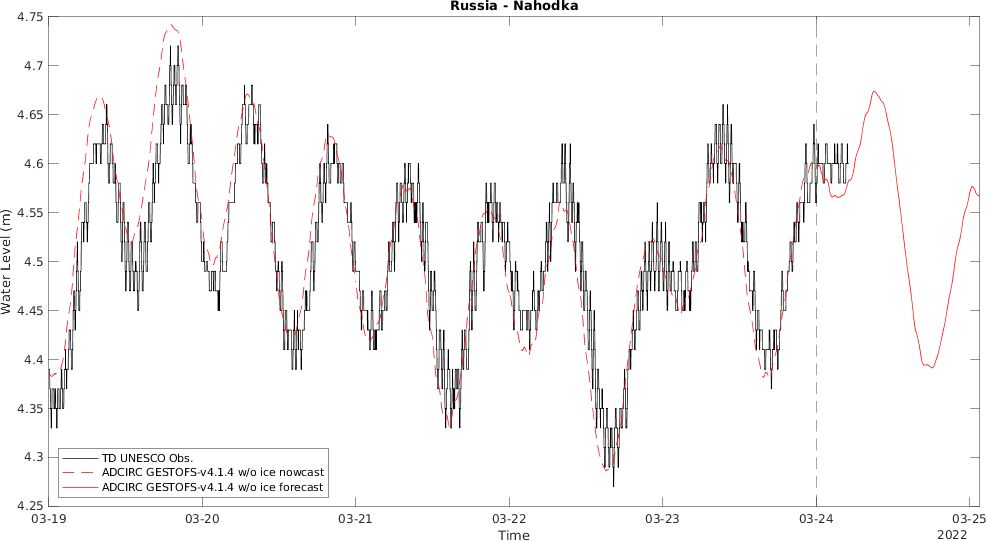 Russia - Nahodka
4.75
4.7
4.65
4.6
4.55
4.5
4.45
4.4
4.35
4.3
4.25
Water Level (m)
TD UNESCO Obs.
ADCIRC GESTOFS-v4.1.4 w/o ice nowcast
ADCIRC GESTOFS-v4.1.4 w/o ice forecast
03-19 03-20 03-21 03-22 03-23 03-24 03-25
Time
2022